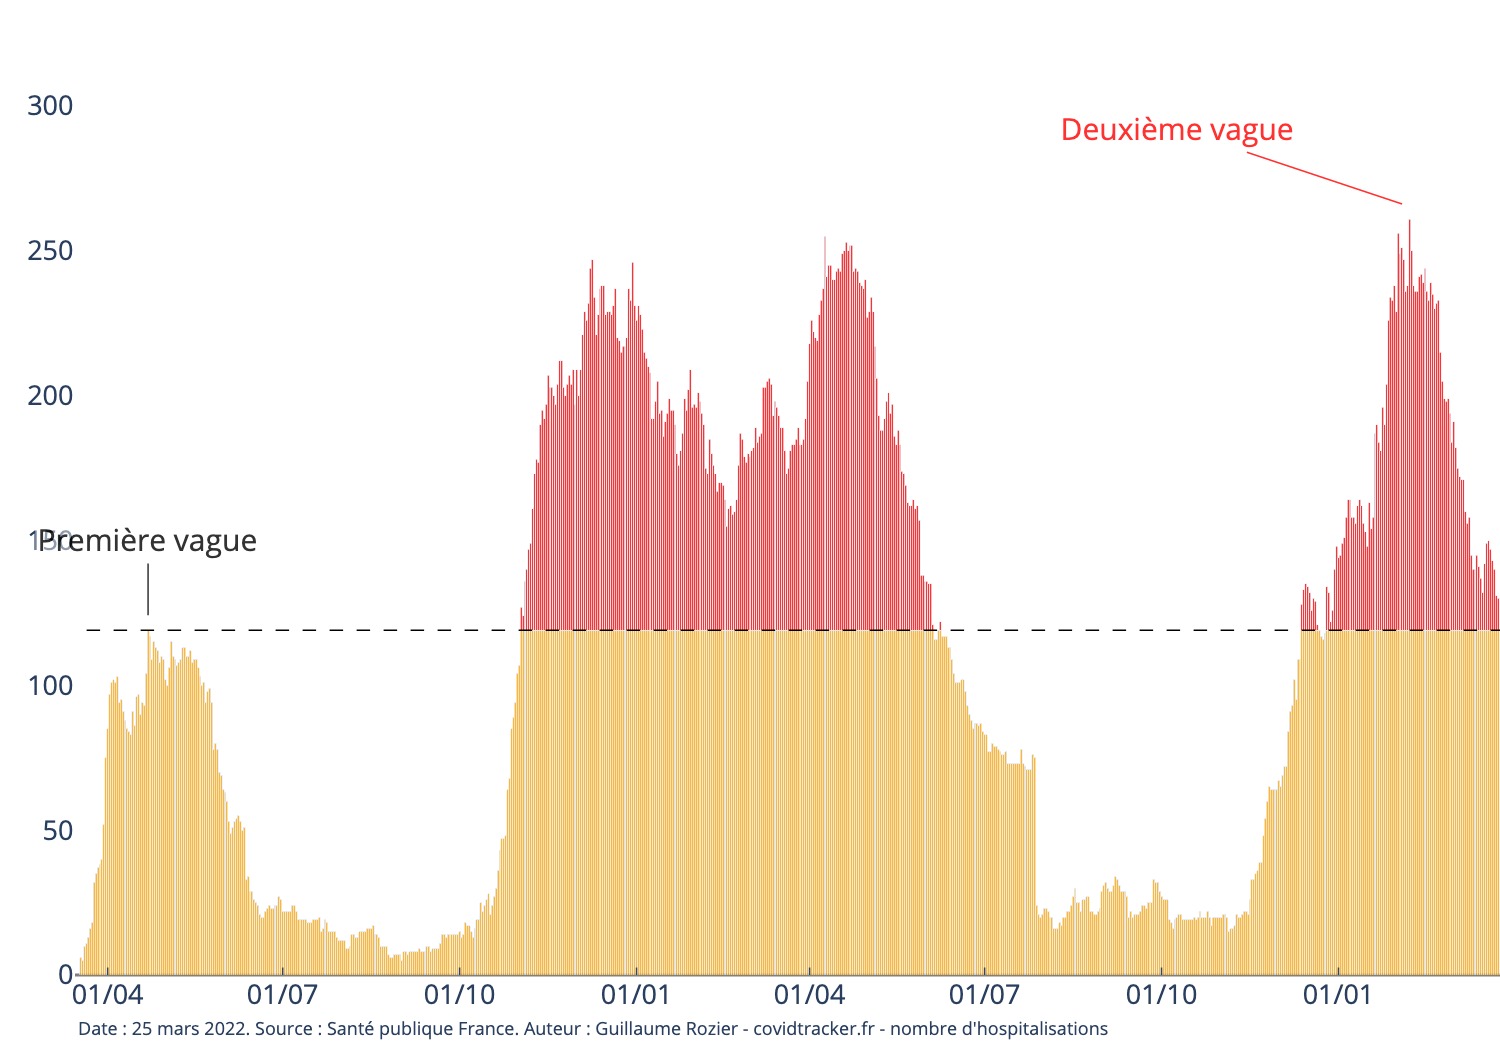 300
Deuxième vague
250
200
150
Première vague
100
50
0
01/04 01/07 01/10 01/01 01/04 01/07 01/10 01/01
Date : 25 mars 2022. Source : Santé publique France. Auteur : Guillaume Rozier - covidtracker.fr - nombre d'hospitalisations